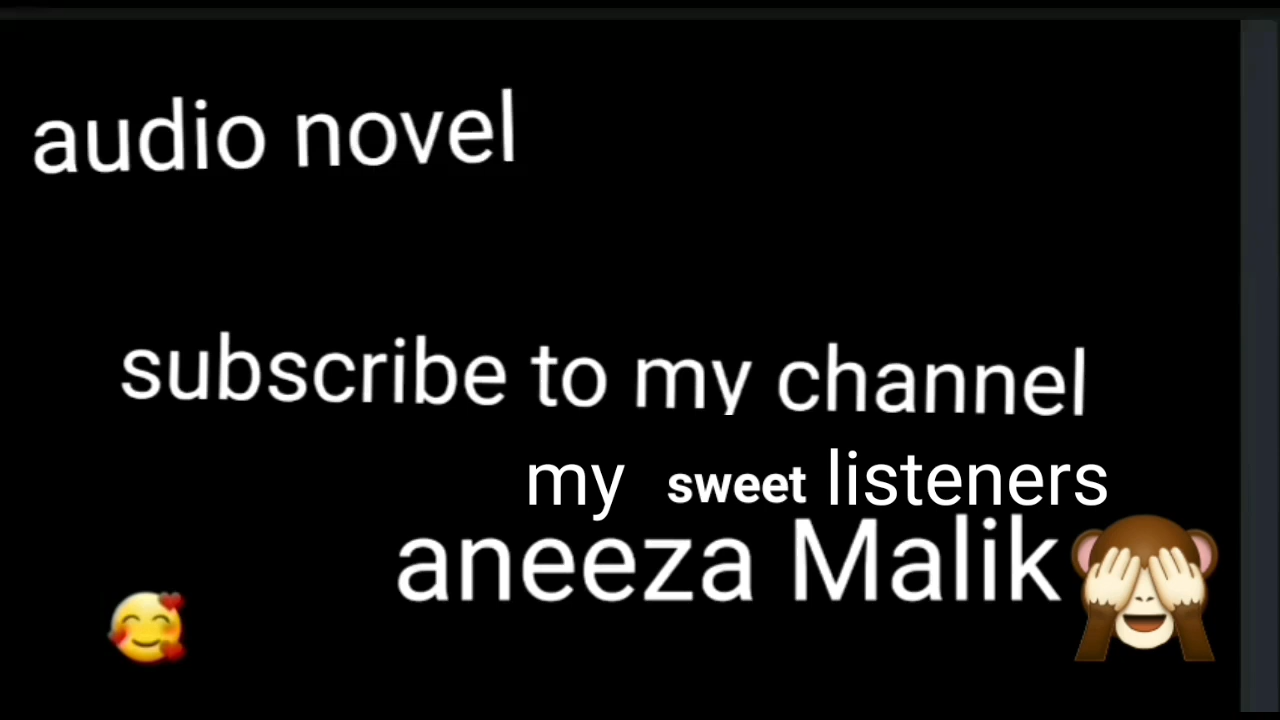 audio novel
subscribe to my channel
my sweet listeners
aneeza Malik